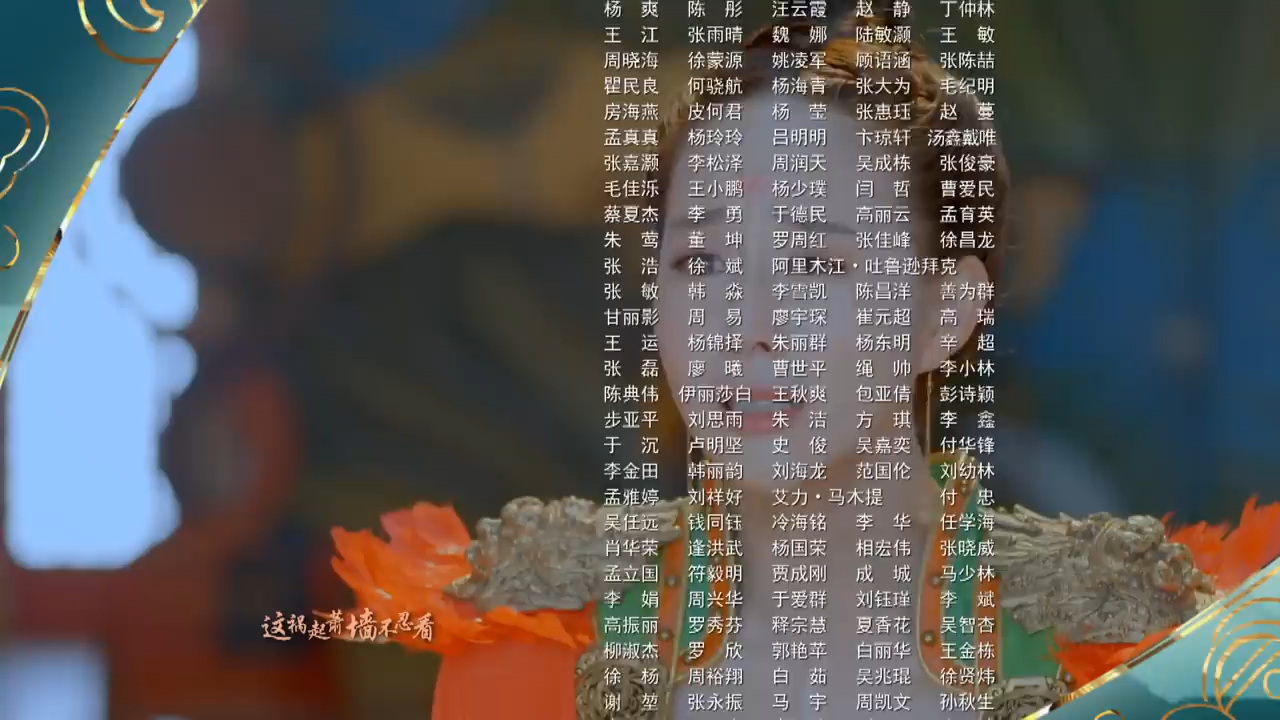 杨　爽　陈　彤　汪云霞　赵　静　丁仲林
王　江　张雨晴　魏　娜　陆敏灏　王　敏
周晓海　徐蒙源　姚凌军　顾语涵　张陈喆
瞿民良　何骁航　杨海青　张大为　毛纪明
房海燕　皮何君　杨　莹　张惠珏　赵　蔓
孟真真　杨玲玲　吕明明　卞琼轩　汤鑫戴唯
张嘉灏　李松泽　周润天　吴成栋　张俊豪
毛佳泺　王小鹏　杨少璞　闫　哲　曹爱民
蔡夏杰　李　勇　于德民　高丽云　孟育英
朱　莺　董　坤　罗周红　张佳峰　徐昌龙
张　浩　徐　斌　阿里木江·吐鲁逊拜克
张　敏　韩　淼　李雪凯　陈昌洋　善为群
甘丽影　周　易　廖宇琛　崔元超　高　瑞
王　运　杨锦择　朱丽群　杨东明　辛　超
张　磊　廖　曦　曹世平　绳　帅　李小林
陈典伟　伊丽莎白　王秋爽　包亚倩　彭诗颖
步亚平　刘思雨　朱　洁　方　琪　李　鑫
于　沉　卢明坚　史　俊　吴嘉奕　付华锋
李金田　韩丽韵　刘海龙　范国伦　刘幼林
孟雅婷　刘祥好　艾力·马木提　付　忠
吴任远　钱同钰　冷海铭　李　华　任学海
肖华荣　逄洪武　杨国荣　相宏伟　张晓威
孟立国　符毅明　贾成刚　成　城　马少林
李　娟　周兴华　于爱群　刘钰瑾　李　斌
高振丽　罗秀芬　释宗慧　夏香花　吴智杏
柳淑杰　罗　欣　郭艳苹　白丽华　王金栋
徐　杨　周裕翔　白　茹　吴兆琨　徐贤炜
谢　堃　张永振　马　宇　周凯文　孙秋生
这祸起萧墙不忍看